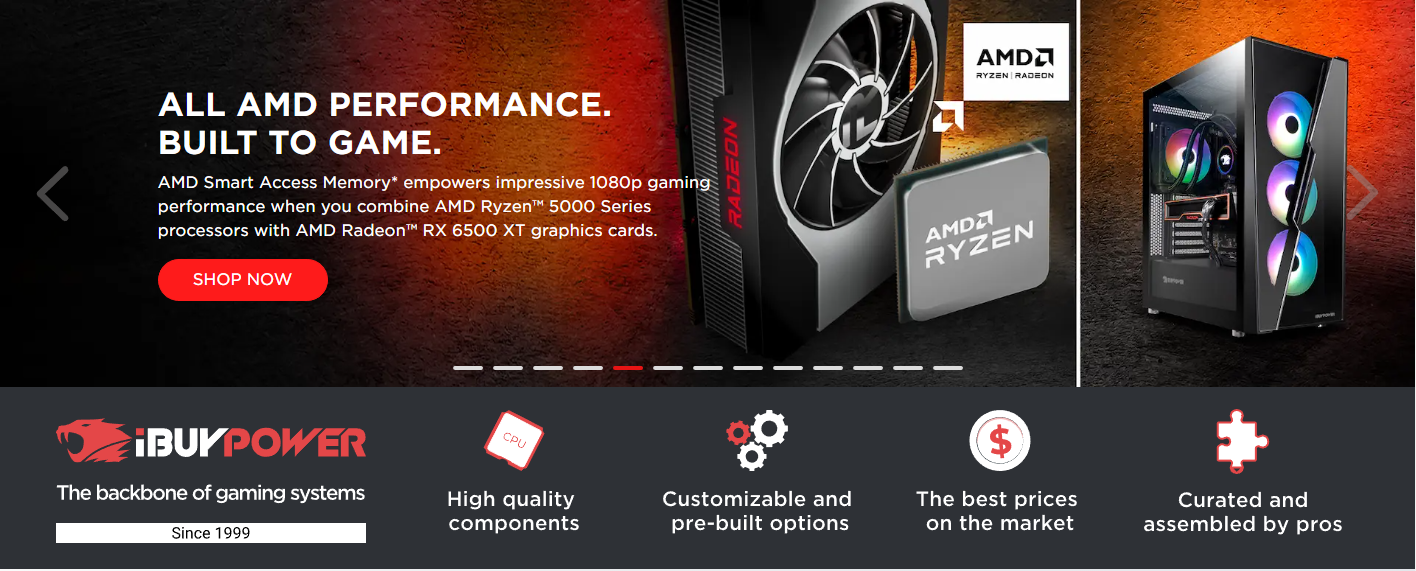 ALL AMD PERFORMANCE.
BUILT TO GAME.
AMD Smart Access Memory* empowers impressive 1080p gaming
performance when you combine AMD Ryzen™ 5000 Series
processors with AMD Radeon™ RX 6500 XT graphics cards.
SHOP NOW
RADEON
AMD
RYZEN
AMD
RYZEN | RADEON
iBUYPOWER
The backbone of gaming systems
Since 1999
CPU
High quality
components
Customizable and
pre-built options
$
The best prices
on the market
Curated and
assembled by pros